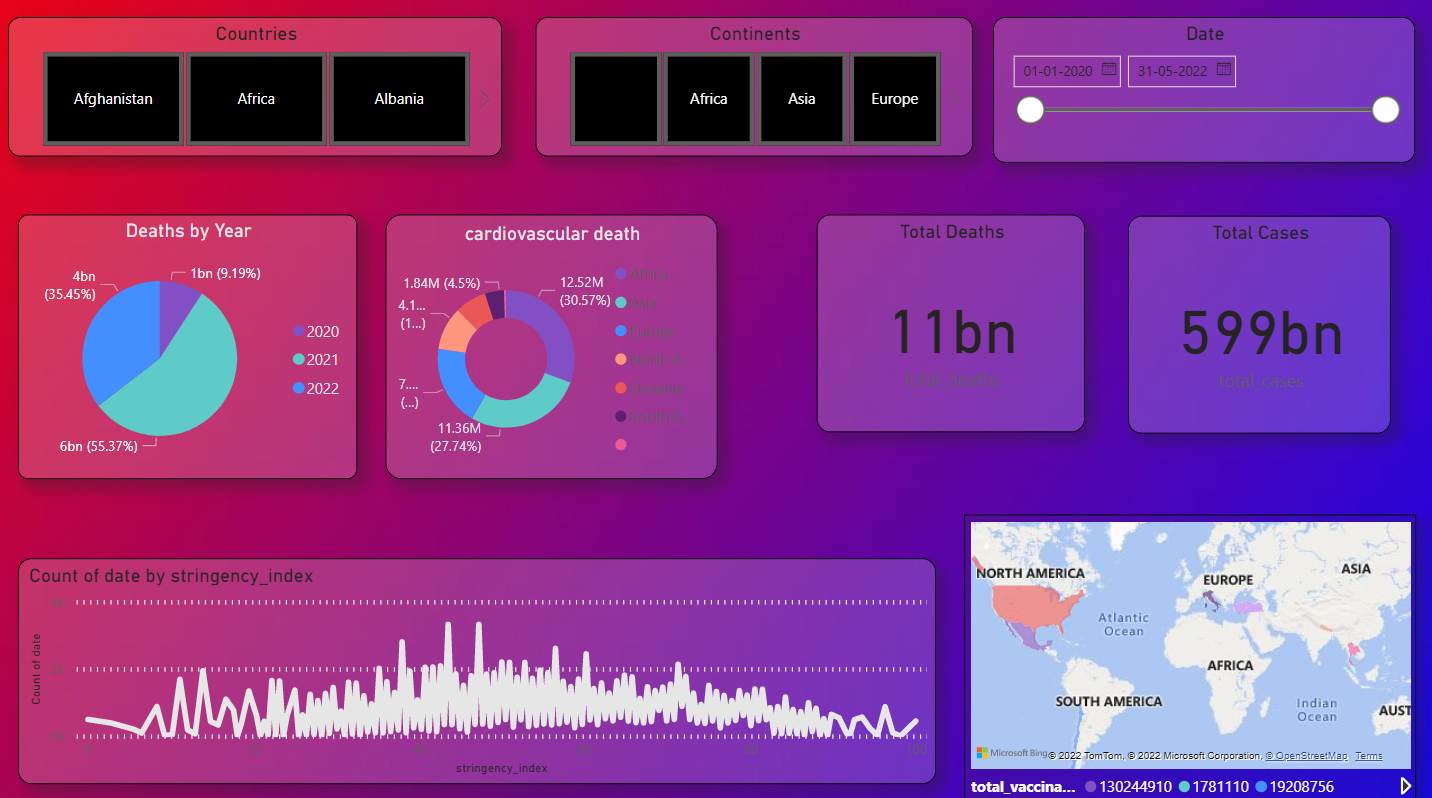 Countries
Afghanistan
Africa
Albania
Continents
Africa
Asia
Europe
Date
01-01-2020
31-05-2022
Deaths by Year
1bn (9.19%)
4bn
(35.45%)
6bn (55.37%)
2020
2021
2022
cardiovascular death
1.84M (4.5%)
12.52M
(30.57%)
4.1...
(1...)
7....
(...)
11.36M
(27.74%)
Africa
Asia
Europe
North A...
Oceania
South A...
Total Deaths
11bn
total_deaths
Total Cases
599bn
total cases
Count of date by stringency_index
Count of date
0
100
stringency_index
NORTH AMERICA
EUROPE
ASIA
Atlantic
Ocean
AFRICA
SOUTH AMERICA
Indian
Ocean
AUST
Microsoft Bing
© 2022 TomTom, © 2022 Microsoft Corporation, © OpenStreetMap Terms
total_vaccina... 130244910 1781110 19208756